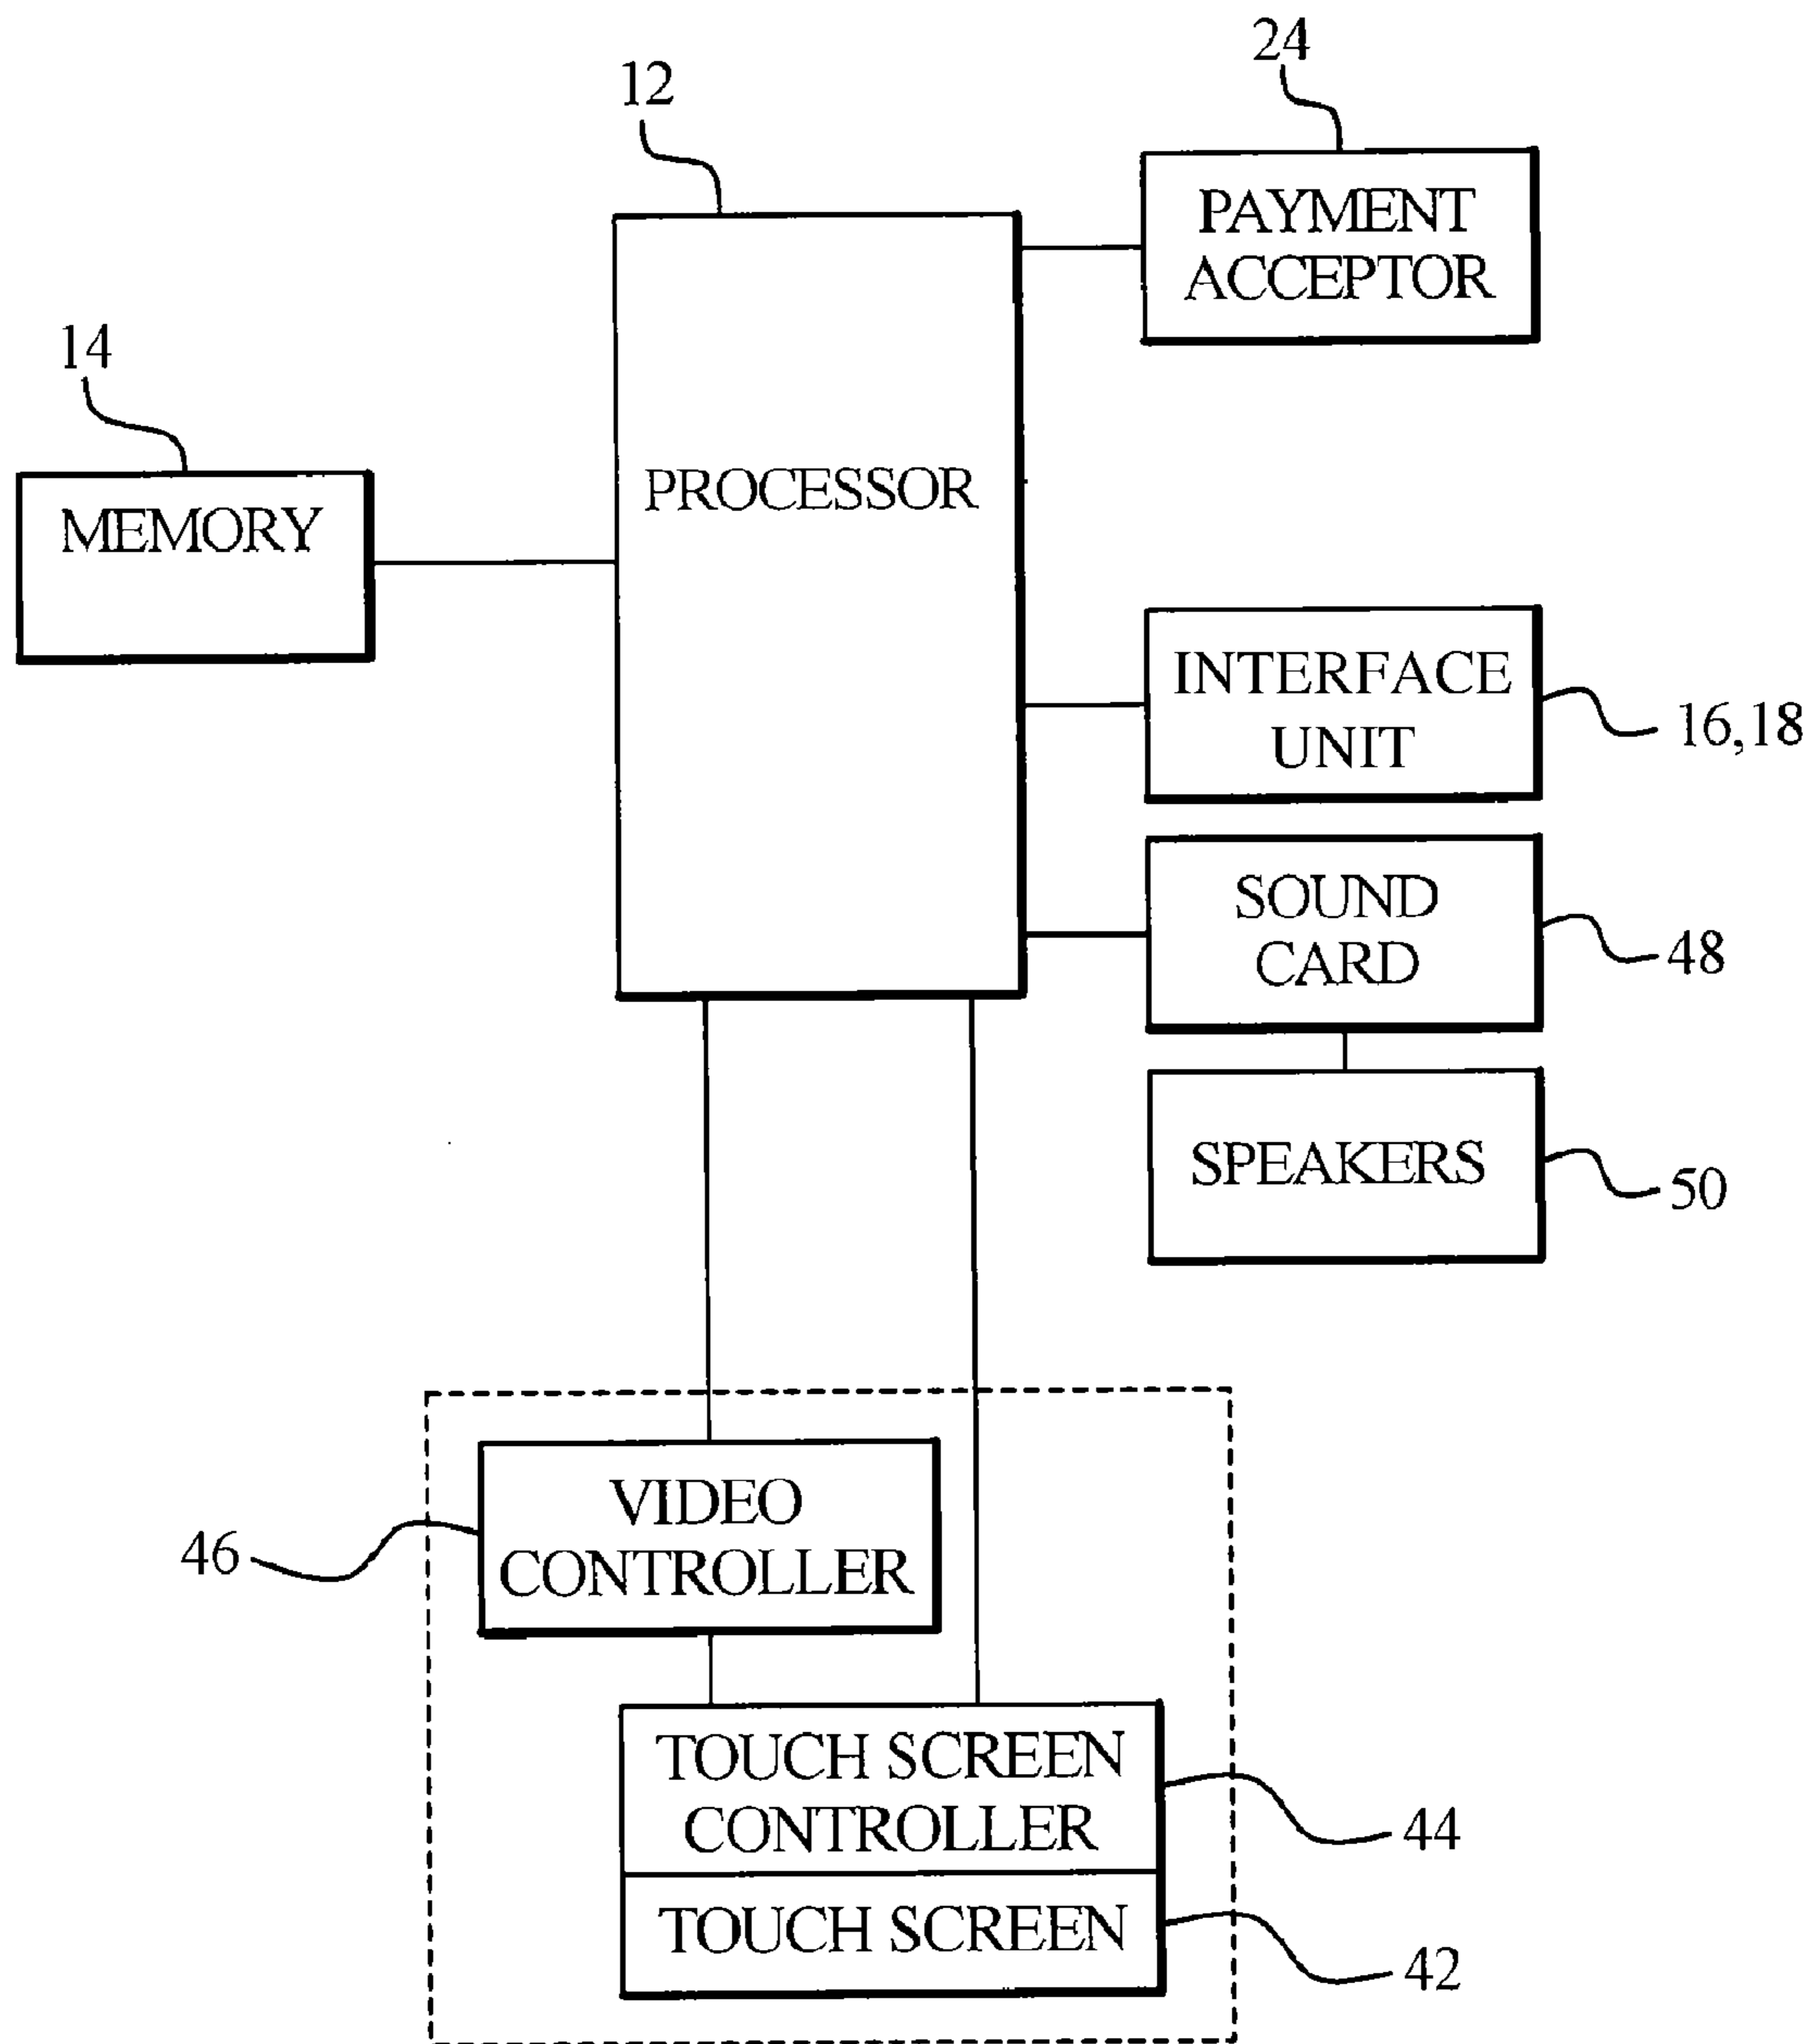 24
12
PAYMENT
ACCEPTOR
14
PROCESSOR
MEMORY
INTERFACE
UNIT
16,18
SOUND
CARD
48
SPEAKERS
50
VIDEO
CONTROLLER
46
TOUCH SCREEN
CONTROLLER
44
TOUCH SCREEN
42